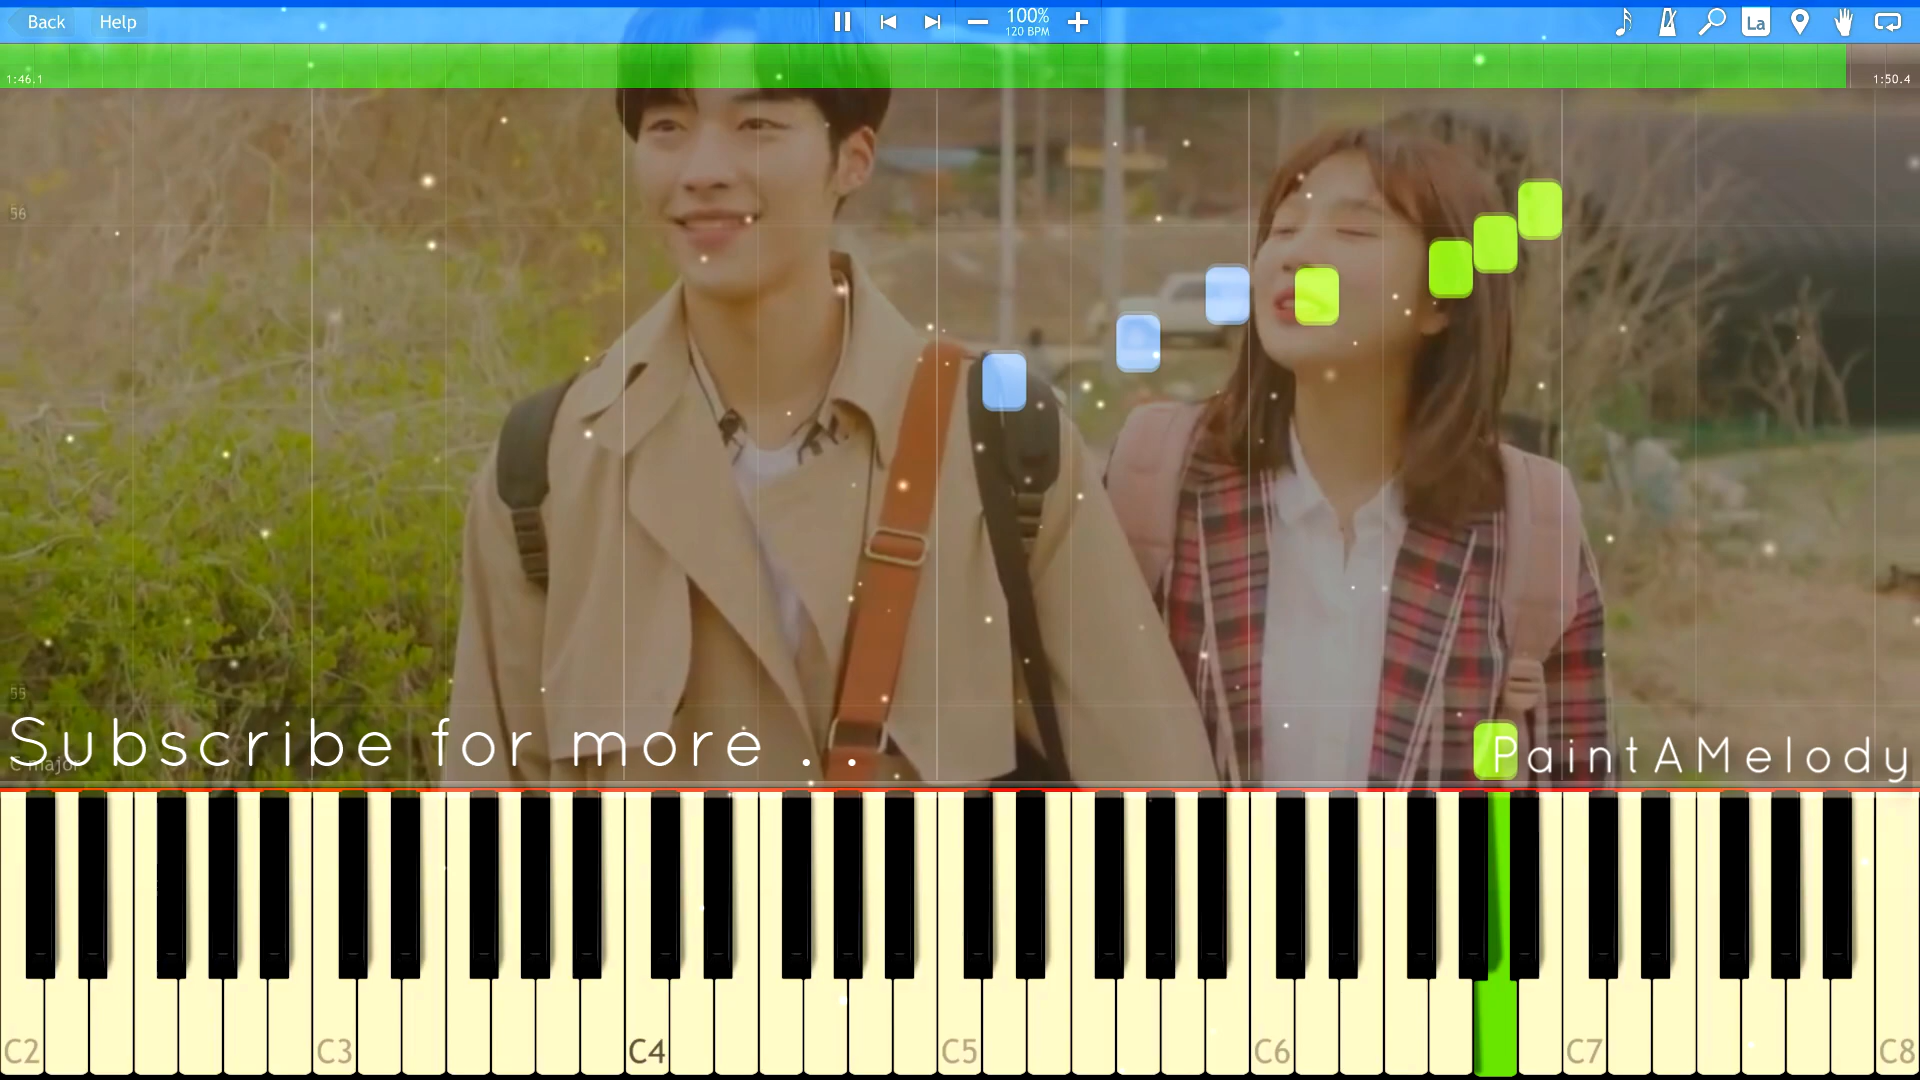 Back Help
100%
120 BPM
La
1:46.1
1:50.4
56
55
Subscribe for more . .
C major
PaintAMelody
C2 C3 C4 C5 C6 C7 C8